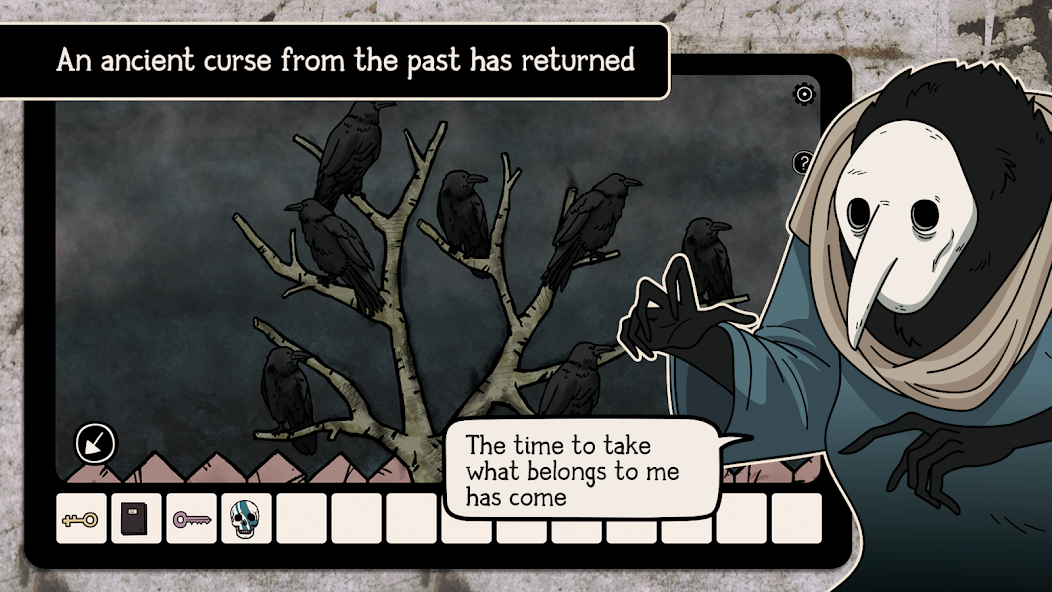 An ancient curse from the past has returned
?
The time to take
what belongs to me
has come